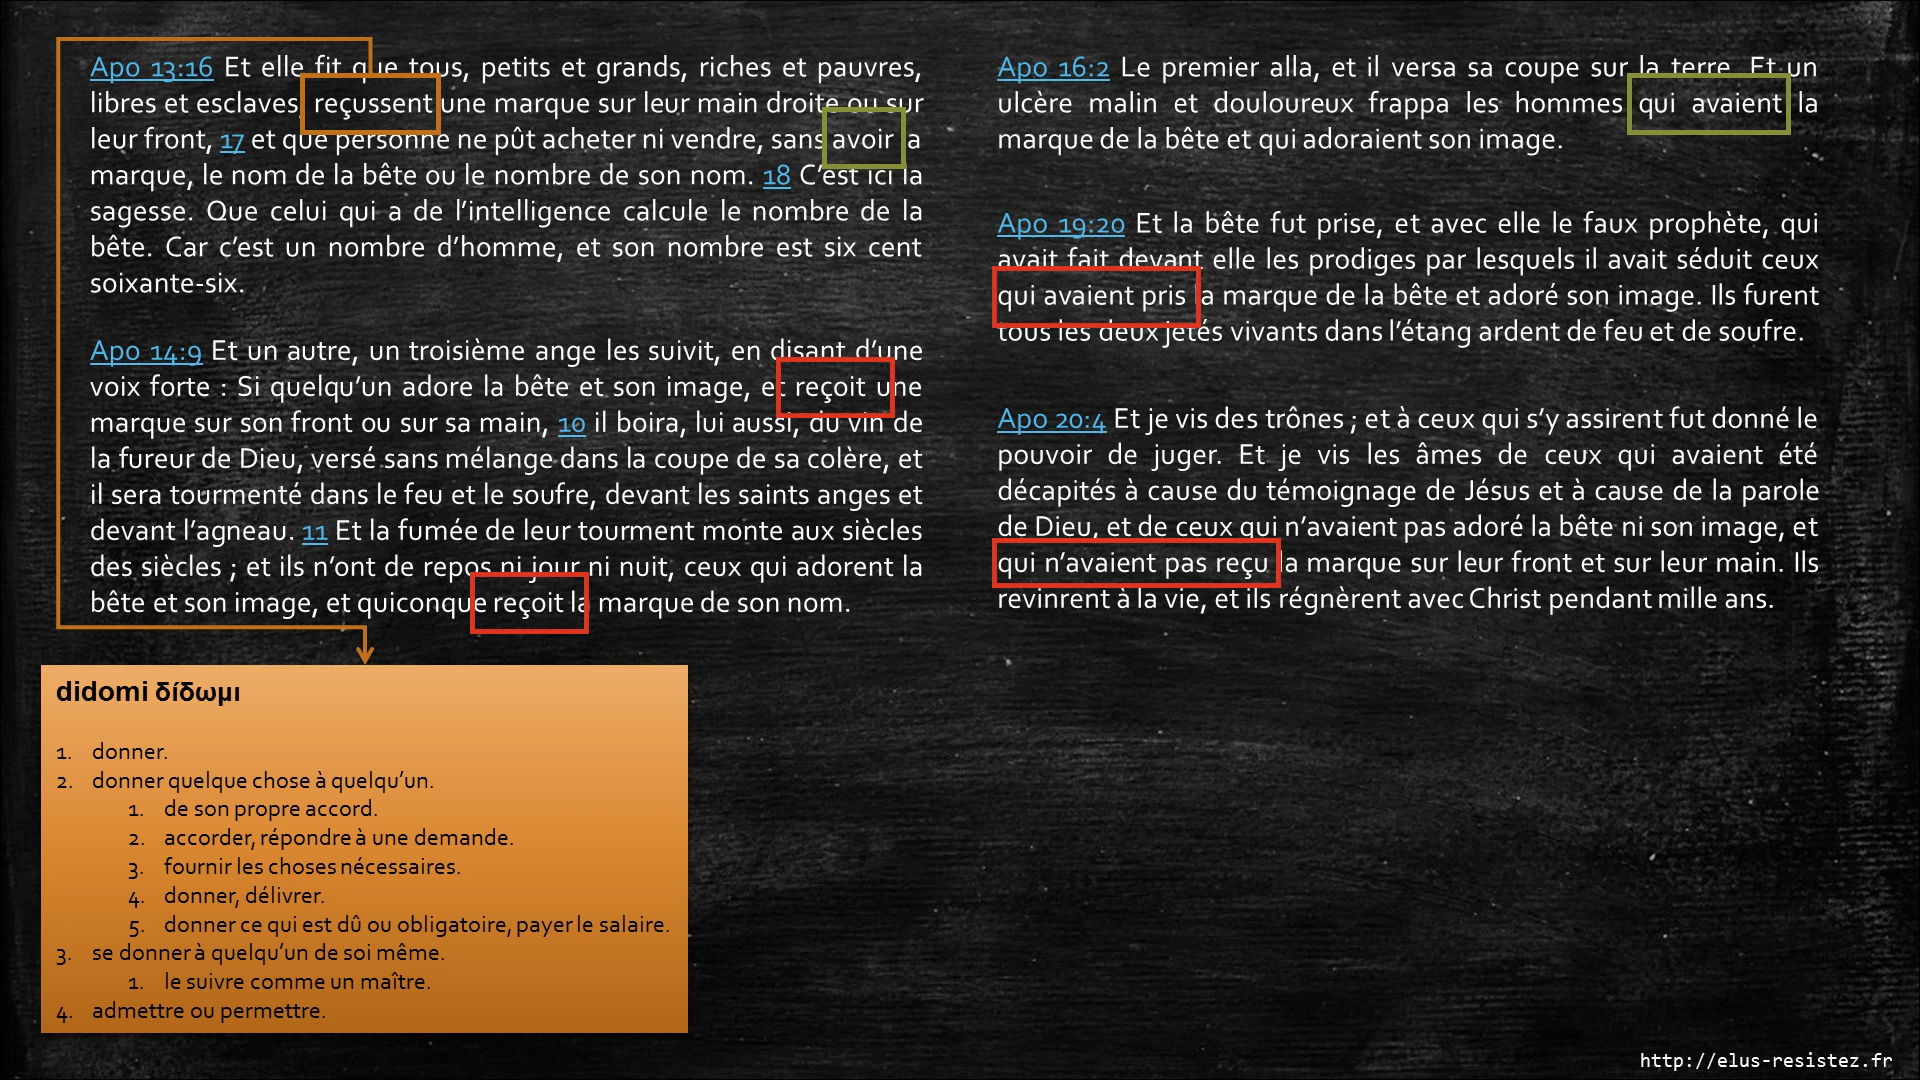 Apo 13:16 Et elle fit que tous, petits et grands, riches et pauvres,
libres et esclaves, reçussent une marque sur leur main droite ou sur
leur front, 17 et que personne ne pût acheter ni vendre, sans avoir la
marque, le nom de la bête ou le nombre de son nom. 18 C’est ici la
sagesse. Que celui qui a de l’intelligence calcule le nombre de la
bête. Car c’est un nombre d’homme, et son nombre est six cent
soixante-six.
Apo 14:9 Et un autre, un troisième ange les suivit, en disant d’une
voix forte : Si quelqu’un adore la bête et son image, et reçoit une
marque sur son front ou sur sa main, 10 il boira, lui aussi, du vin de
la fureur de Dieu, versé sans mélange dans la coupe de sa colère, et
il sera tourmenté dans le feu et le soufre, devant les saints anges et
devant l’agneau. 11 Et la fumée de leur tourment monte aux siècles
des siècles ; et ils n’ont de repos ni jour ni nuit, ceux qui adorent la
bête et son image, et quiconque reçoit la marque de son nom.
didomi δίδωμι
1. donner.
2. donner quelque chose à quelqu’un.
1. de son propre accord.
2. accorder, répondre à une demande.
3. fournir les choses nécessaires.
4. donner, délivrer.
5. donner ce qui est dû ou obligatoire, payer le salaire.
3. se donner à quelqu’un de soi même.
1. le suivre comme un maître.
4. admettre ou permettre.
Apo 16:2 Le premier alla, et il versa sa coupe sur la terre. Et un
ulcère malin et douloureux frappa les hommes qui avaient la
marque de la bête et qui adoraient son image.
Apo 19:20 Et la bête fut prise, et avec elle le faux prophète, qui
avait fait devant elle les prodiges par lesquels il avait séduit ceux
qui avaient pris la marque de la bête et adoré son image. Ils furent
tous les deux jetés vivants dans l’étang ardent de feu et de soufre.
Apo 20:4 Et je vis des trônes ; et à ceux qui s’y assirent fut donné le
pouvoir de juger. Et je vis les âmes de ceux qui avaient été
décapités à cause du témoignage de Jésus et à cause de la parole
de Dieu, et de ceux qui n’avaient pas adoré la bête ni son image, et
qui n’avaient pas reçu la marque sur leur front et sur leur main. Ils
revinrent à la vie, et ils régnèrent avec Christ pendant mille ans.
http://elus-resistez.fr